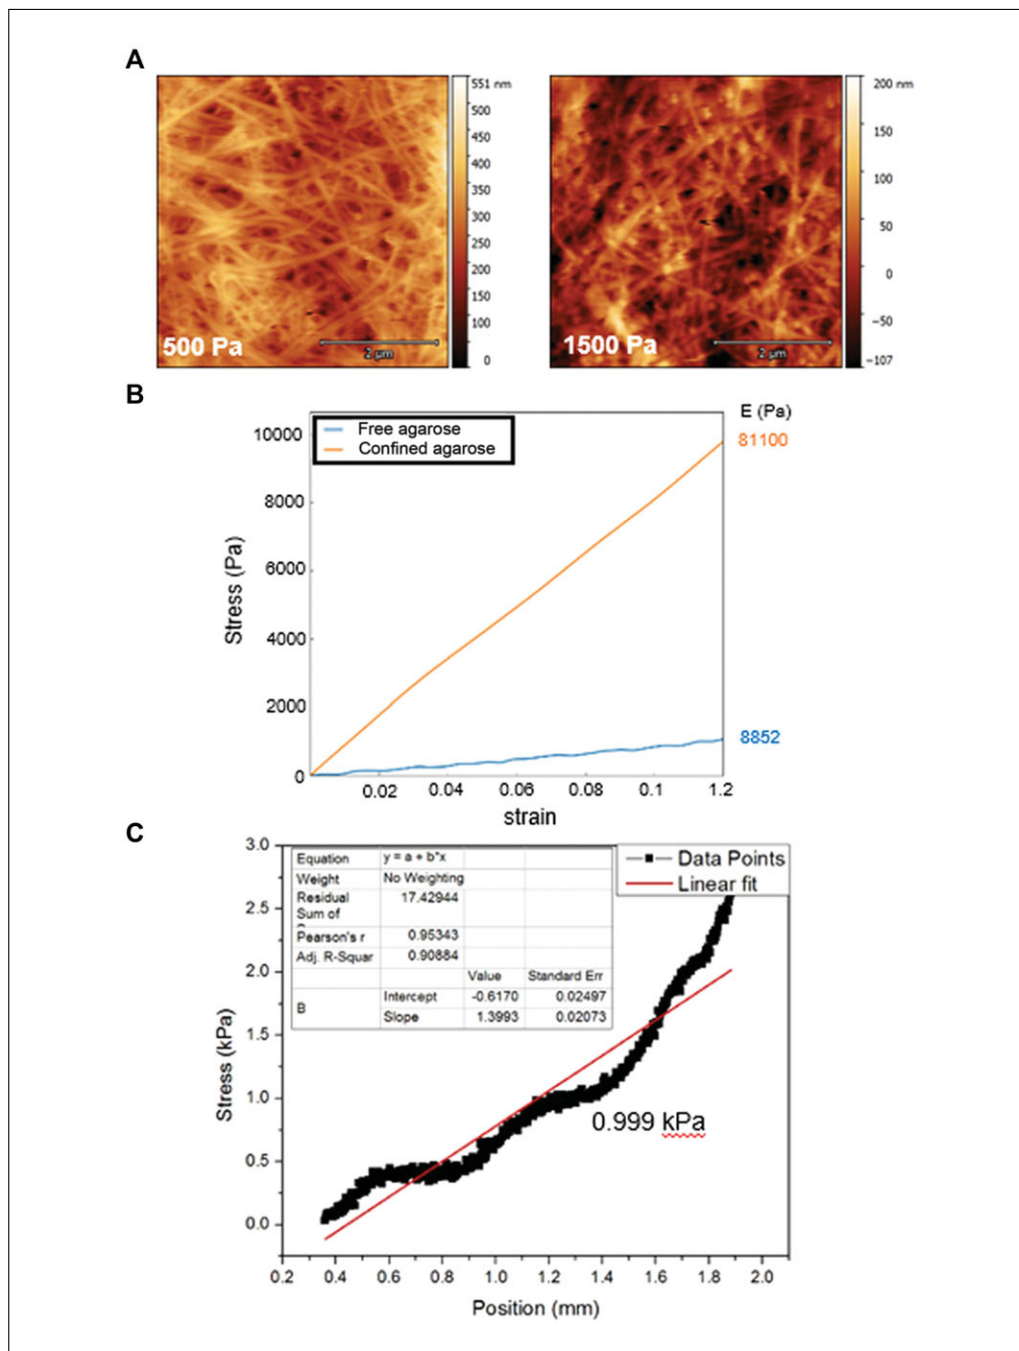 A
551 nm
500
450
400
350
300
250
200
150
100
50
0
500 Pa
2 µm
200 nm
150
100
50
0
−50
−107
1500 Pa
2 µm
B
E (Pa)
Free agarose
Confined agarose
10000
8000
6000
4000
2000
0
Stress (Pa)
81100
8852
0.02
0.04
0.06
0.08
0.1
1.2
strain
C
3.0
2.5
2.0
1.5
1.0
0.5
0.0
Stress (kPa)
Equation y = a + b*x
Weight No Weighting
Residual 17.42944
Sum of
Pearson's r 0.95343
Adj. R-Squar 0.90884
Value Standard Err
B Intercept -0.6170 0.02497
Slope 1.3993 0.02073
Data Points
Linear fit
0.999 kPa
0.2 0.4 0.6 0.8 1.0 1.2 1.4 1.6 1.8 2.0
Position (mm)